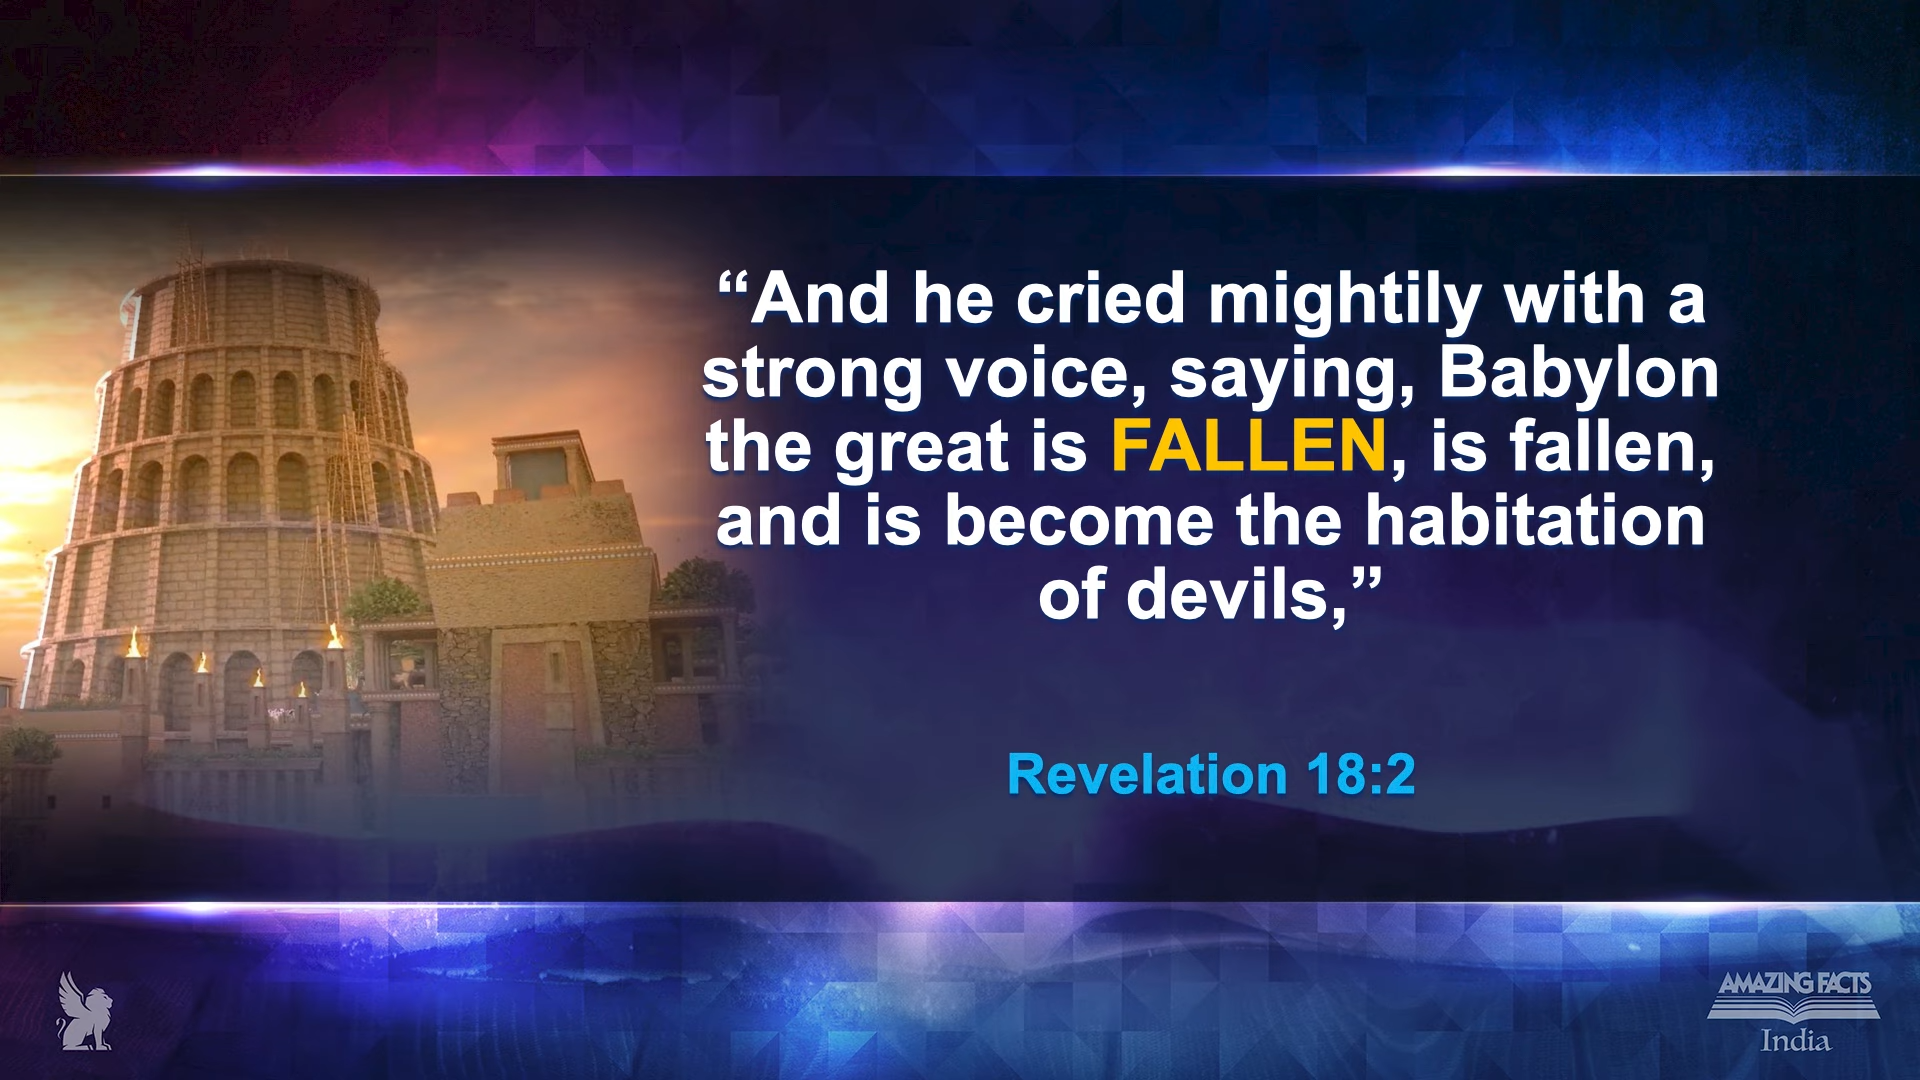 “And he cried mightily with a
strong voice, saying, Babylon
the great is FALLEN, is fallen,
and is become the habitation
of devils,”
Revelation 18:2
AMAZING FACTS
India